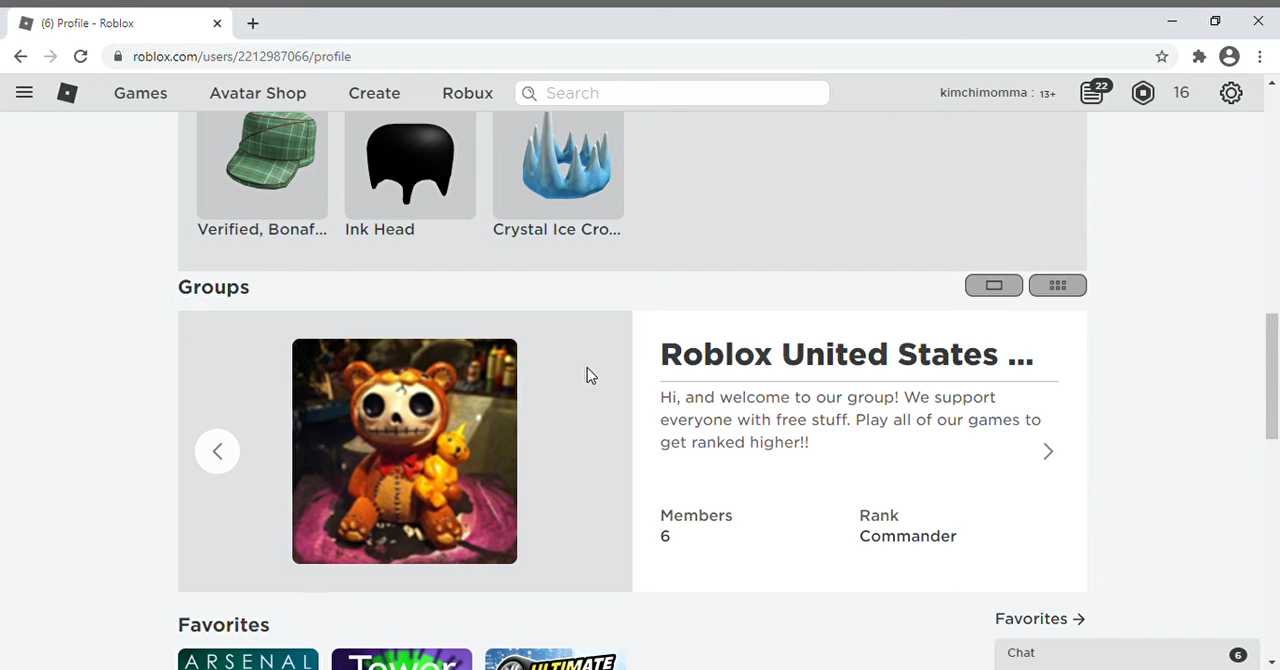 (6) Profile - Roblox
roblox.com/users/2212987066/profile
Games Avatar Shop Create Robux Search kimchimomma : 13+ 22 16
Verified, Bonaf... Ink Head Crystal Ice Cro...
Groups
Roblox United States ...
Hi, and welcome to our group! We support
everyone with free stuff. Play all of our games to
get ranked higher!!
Members Rank
6 Commander
Favorites Favorites →
ARSENAL Tower ULTIMATE
Chat 6